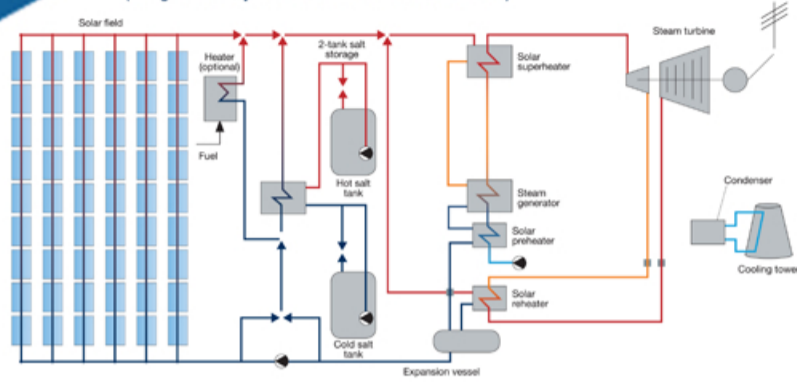 Solar field
Steam turbine
2-tank salt
storage
Heater
(optional)
Solar
superheater
Fuel
Hot salt
tank
Steam
generator
Condenser
Solar
preheater
Cooling towe
Solar
reheater
Cold salt
tank
Expansion vessel